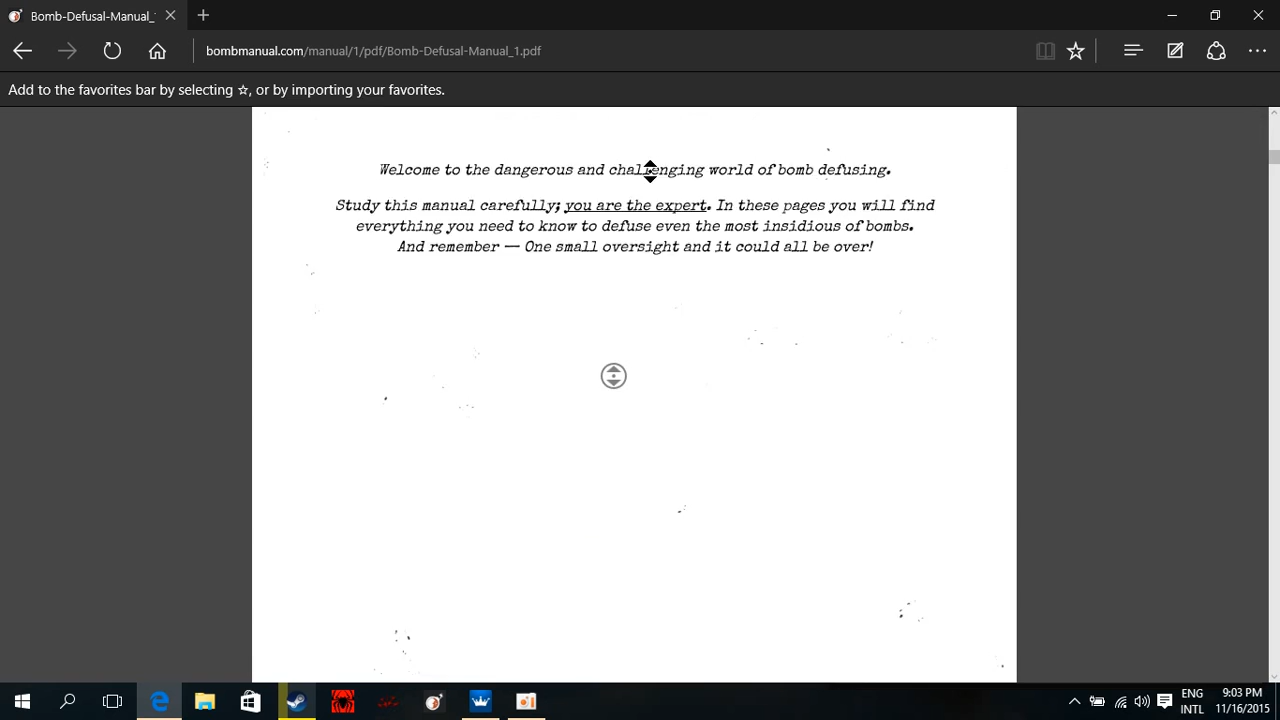 Bomb-Defusal-Manual_
bombmanual.com/manual/1/pdf/Bomb-Defusal-Manual_1.pdf
Add to the favorites bar by selecting ☆, or by importing your favorites.
Welcome to the dangerous and challenging world of bomb defusing.
Study this manual carefully; you are the expert. In these pages you will find
everything you need to know to defuse even the most insidious of bombs.
And remember — One small oversight and it could all be over!
ENG
INTL
9:03 PM
11/16/2015